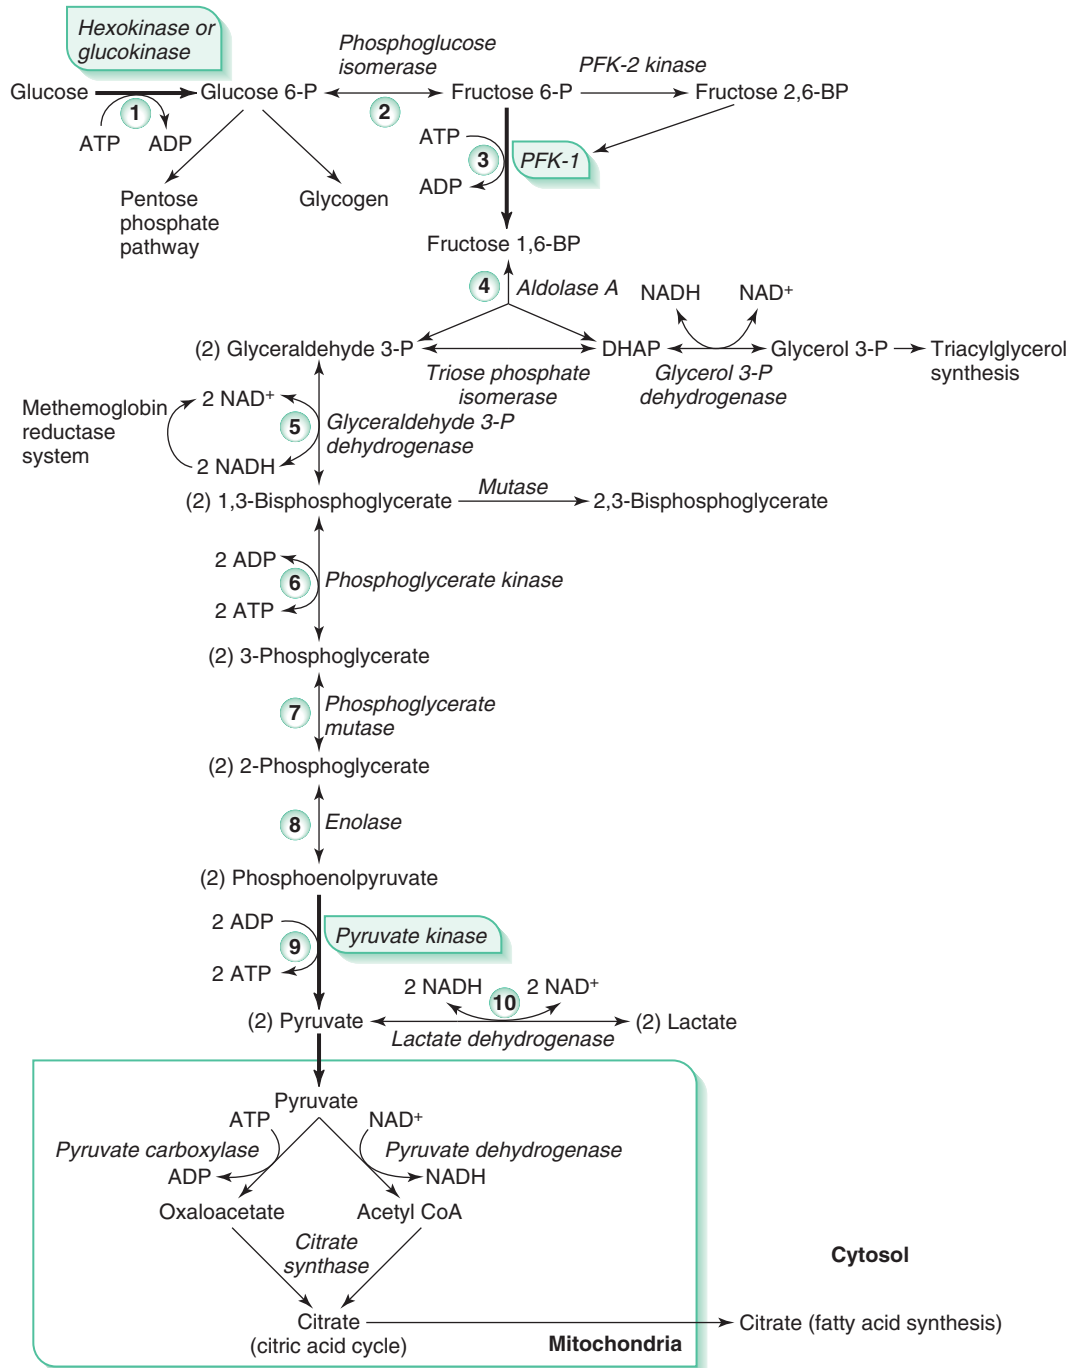 Hexokinase or
glucokinase
Phosphoglucose
isomerase
PFK-2 kinase
Glucose
Glucose 6-P
Fructose 6-P
Fructose 2,6-BP
1
2
ATP
ADP
ATP
3
PFK-1
ADP
Pentose
phosphate
pathway
Glycogen
Fructose 1,6-BP
4
Aldolase A
NADH
NAD+
(2) Glyceraldehyde 3-P
DHAP
Glycerol 3-P
Triacylglycerol
synthesis
Triose phosphate
isomerase
Glycerol 3-P
dehydrogenase
Methemoglobin
reductase
system
2 NAD+
5
Glyceraldehyde 3-P
dehydrogenase
2 NADH
(2) 1,3-Bisphosphoglycerate
Mutase
2,3-Bisphosphoglycerate
2 ADP
6
Phosphoglycerate kinase
2 ATP
(2) 3-Phosphoglycerate
7
Phosphoglycerate
mutase
(2) 2-Phosphoglycerate
8
Enolase
(2) Phosphoenolpyruvate
2 ADP
9
Pyruvate kinase
2 ATP
2 NADH
10
2 NAD+
(2) Pyruvate
(2) Lactate
Lactate dehydrogenase
Pyruvate
ATP
NAD+
Pyruvate carboxylase
Pyruvate dehydrogenase
ADP
NADH
Oxaloacetate
Acetyl CoA
Citrate
synthase
Cytosol
Citrate
(citric acid cycle)
Mitochondria
Citrate (fatty acid synthesis)